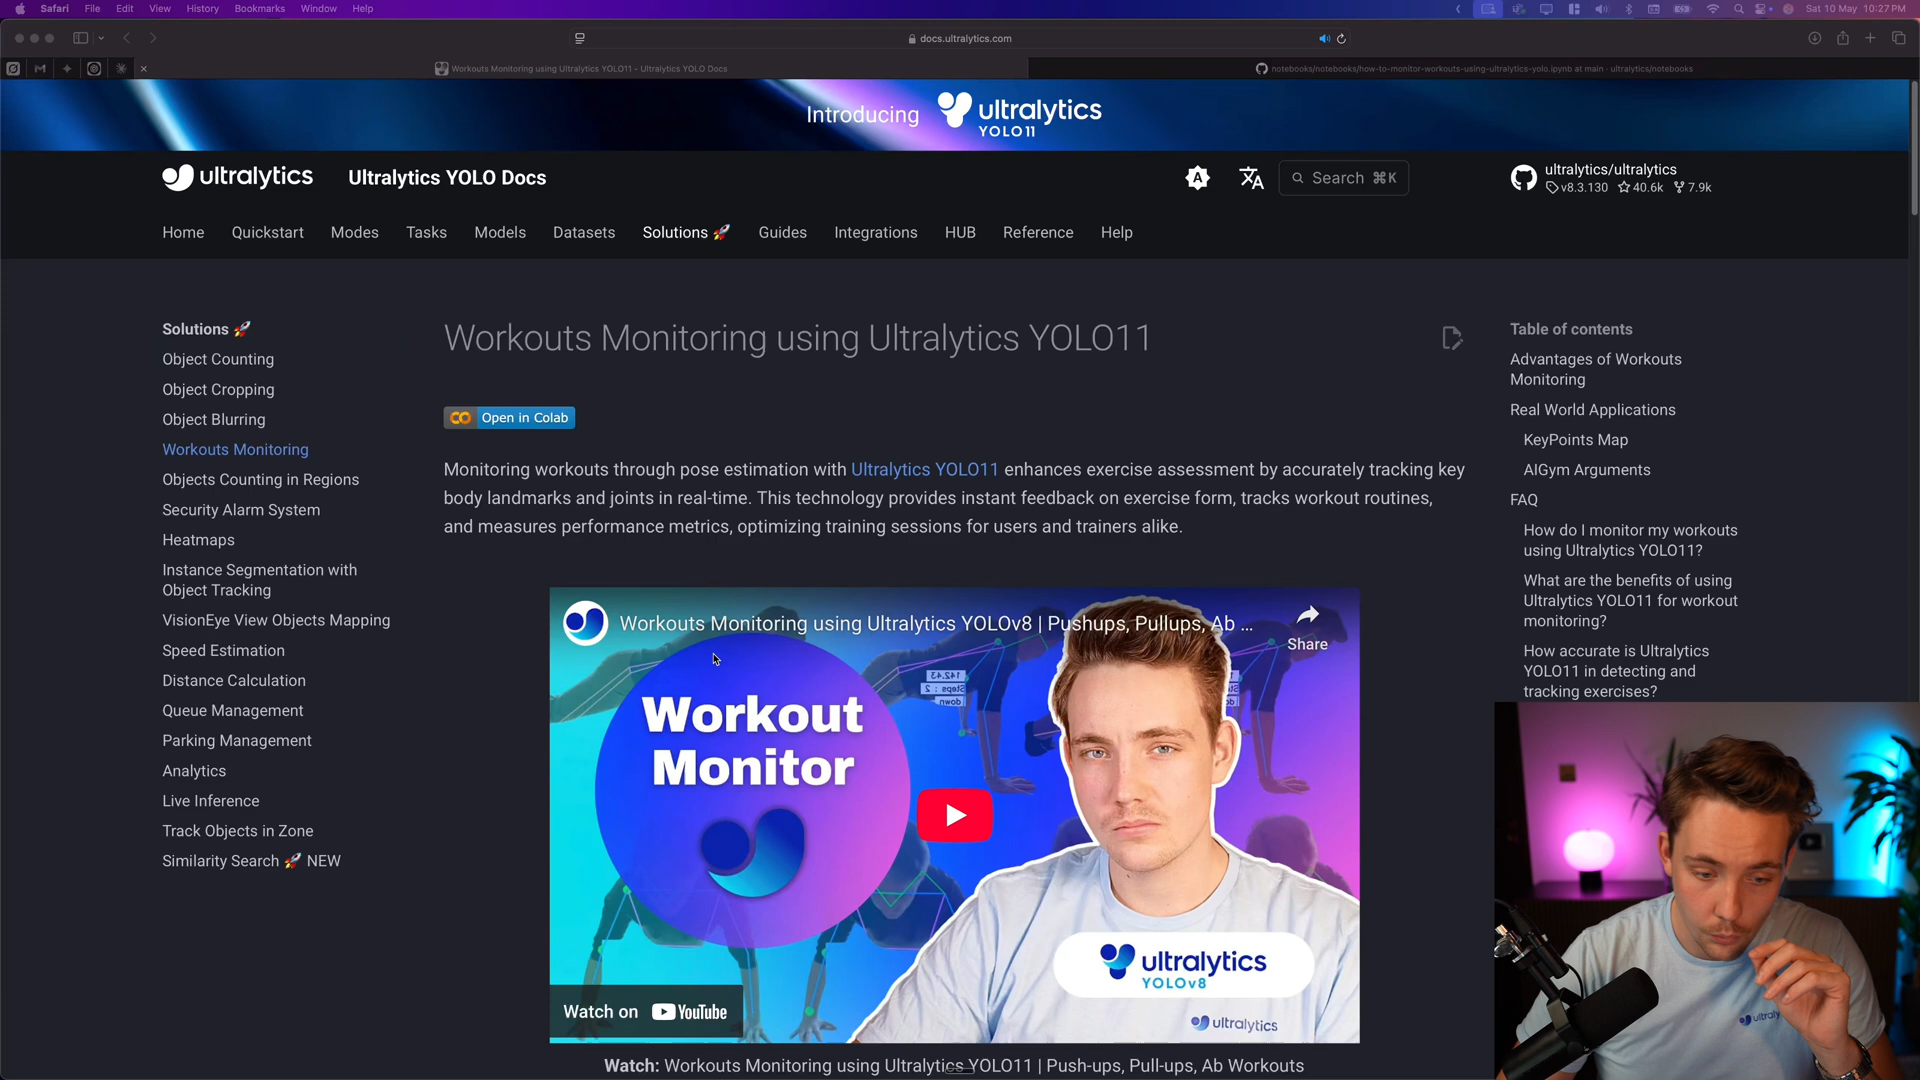 Safari File Edit View History Bookmarks Window Help
Sat 10 May 10:27 PM
docs.ultralytics.com
Workouts Monitoring using Ultralytics YOLO11 - Ultralytics YOLO Docs
notebooks/notebooks/how-to-monitor-workouts-using-ultralytics-yolo.ipynb at main · ultralytics/notebooks
Introducing ultralytics
YOLO11
ultralytics
Ultralytics YOLO Docs
Search ⌘K
ultralytics/ultralytics
v8.3.130 40.6k 7.9k
Home Quickstart Modes Tasks Models Datasets Solutions 🚀 Guides Integrations HUB Reference Help
Solutions 🚀
Object Counting
Object Cropping
Object Blurring
Workouts Monitoring
Objects Counting in Regions
Security Alarm System
Heatmaps
Instance Segmentation with
Object Tracking
VisionEye View Objects Mapping
Speed Estimation
Distance Calculation
Queue Management
Parking Management
Analytics
Live Inference
Track Objects in Zone
Similarity Search 🚀 NEW
Workouts Monitoring using Ultralytics YOLO11
Open in Colab
Monitoring workouts through pose estimation with Ultralytics YOLO11 enhances exercise assessment by accurately tracking key
body landmarks and joints in real-time. This technology provides instant feedback on exercise form, tracks workout routines,
and measures performance metrics, optimizing training sessions for users and trainers alike.
Workouts Monitoring using Ultralytics YOLOv8 | Pushups, Pullups, Ab ...
Share
142.43
Steps : 2
down
Workout
Monitor
ultralytics
YOLOv8
ultralytics
Watch on YouTube
Watch: Workouts Monitoring using Ultralytics YOLO11 | Push-ups, Pull-ups, Ab Workouts
Table of contents
Advantages of Workouts
Monitoring
Real World Applications
KeyPoints Map
AIGym Arguments
FAQ
How do I monitor my workouts
using Ultralytics YOLO11?
What are the benefits of using
Ultralytics YOLO11 for workout
monitoring?
How accurate is Ultralytics
YOLO11 in detecting and
tracking exercises?